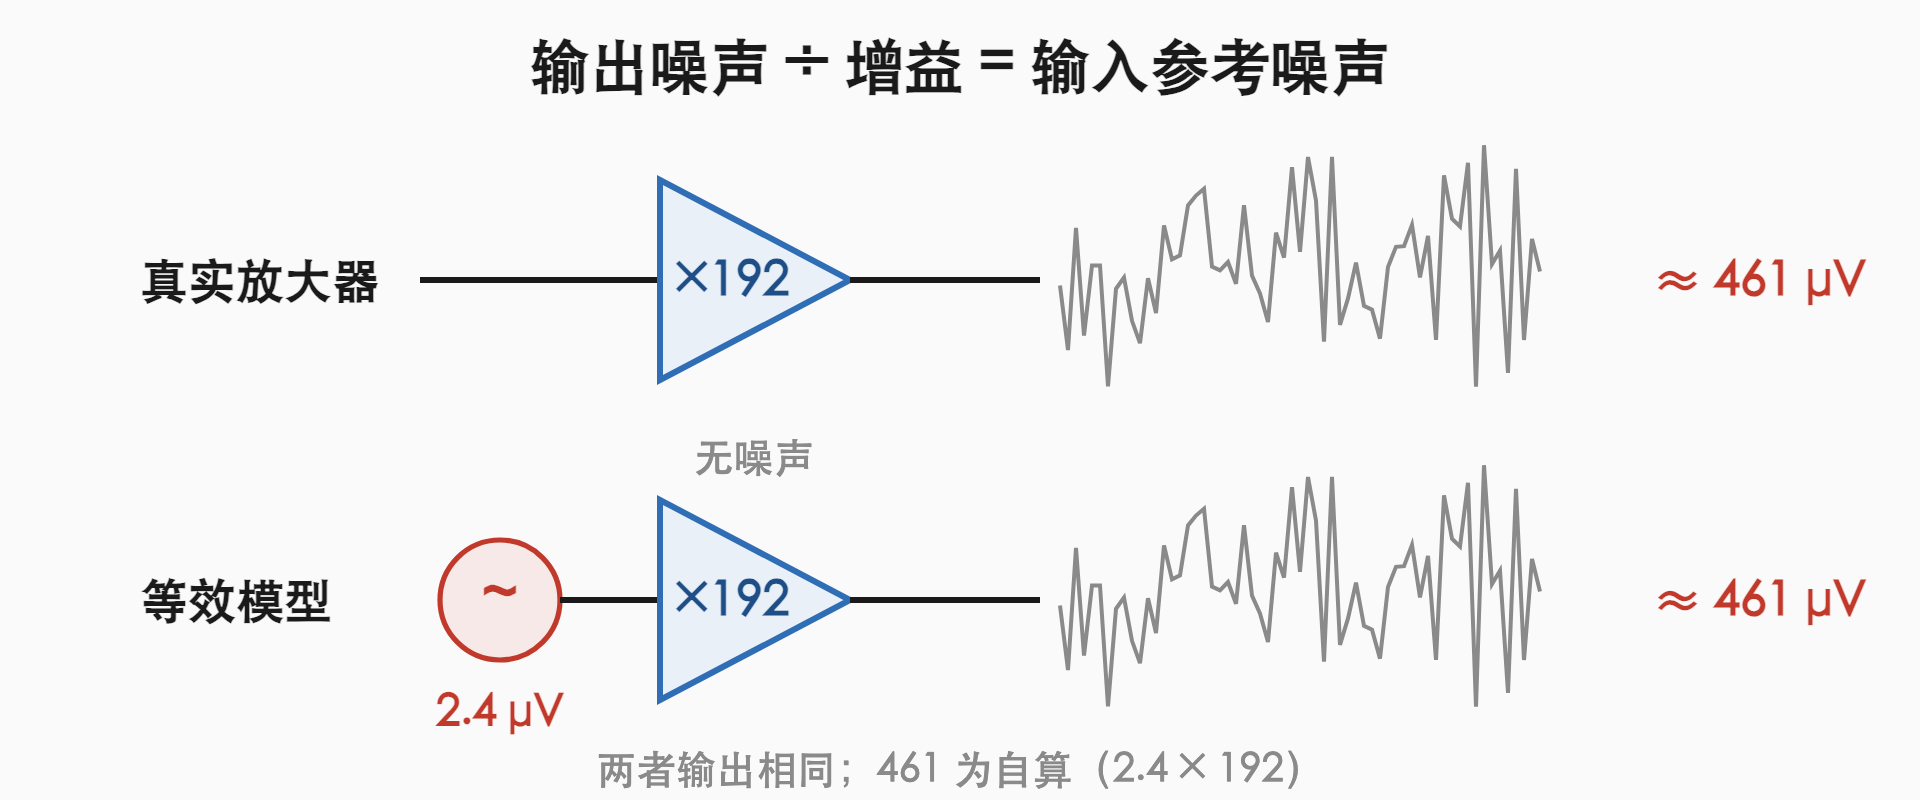 输出噪声 ÷ 增益 = 输入参考噪声
真实放大器
×192
≈ 461 µV
无噪声
等效模型
~
×192
≈ 461 µV
2.4 µV
两者输出相同；461 为自算（2.4 × 192）